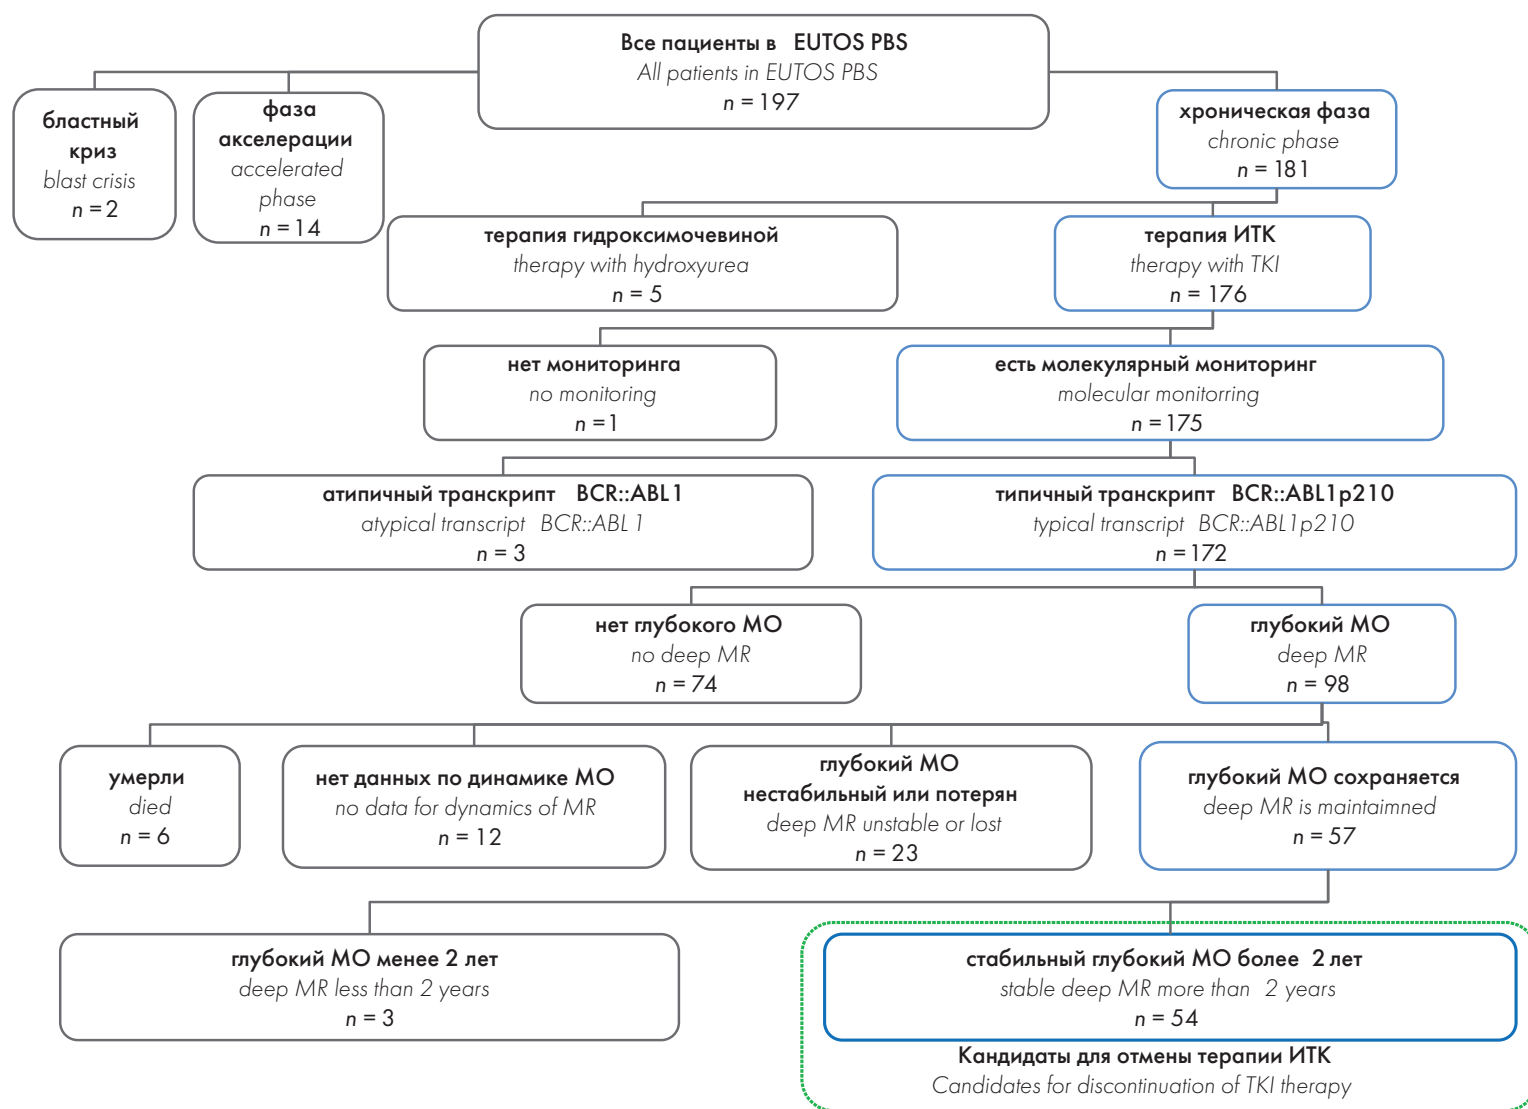 Все пациенты в EUTOS PBS
All patients in EUTOS PBS
n = 197
бластный
криз
blast crisis
n = 2
фаза
акселерации
accelerated
phase
n = 14
хроническая фаза
chronic phase
n = 181
терапия гидроксимочевиной
therapy with hydroxyurea
n = 5
терапия ИТК
therapy with TKI
n = 176
нет мониторинга
no monitoring
n = 1
есть молекулярный мониторинг
molecular monitorring
n = 175
атипичный транскрипт BCR::ABL1
atypical transcript BCR::ABL1
n = 3
типичный транскрипт BCR::ABL1p210
typical transcript BCR::ABL1p210
n = 172
нет глубокого МО
no deep MR
n = 74
глубокий МО
deep MR
n = 98
умерли
died
n = 6
нет данных по динамике МО
no data for dynamics of MR
n = 12
глубокий МО
нестабильный или потерян
deep MR unstable or lost
n = 23
глубокий МО сохраняется
deep MR is maintaimned
n = 57
глубокий МО менее 2 лет
deep MR less than 2 years
n = 3
стабильный глубокий МО более 2 лет
stable deep MR more than 2 years
n = 54
Кандидаты для отмены терапии ИТК
Candidates for discontinuation of TKI therapy